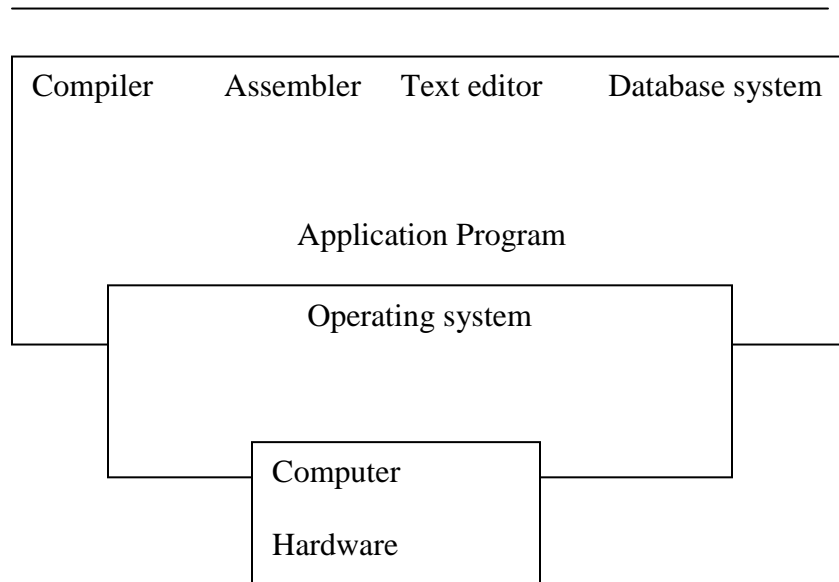 Compiler Assembler Text editor Database system
Application Program
Operating system
Computer
Hardware